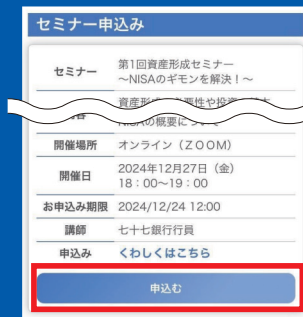 セミナー申込み
セミナー 第1回資産形成セミナー
～NISAのギモンを解決！～
資産形
開催場所 オンライン（ZOOM）
開催日 2024年12月27日（金）
18：00～19：00
お申込み期限 2024/12/24 12:00
講師 七十七銀行行員
申込み くわしくはこちら
申込む